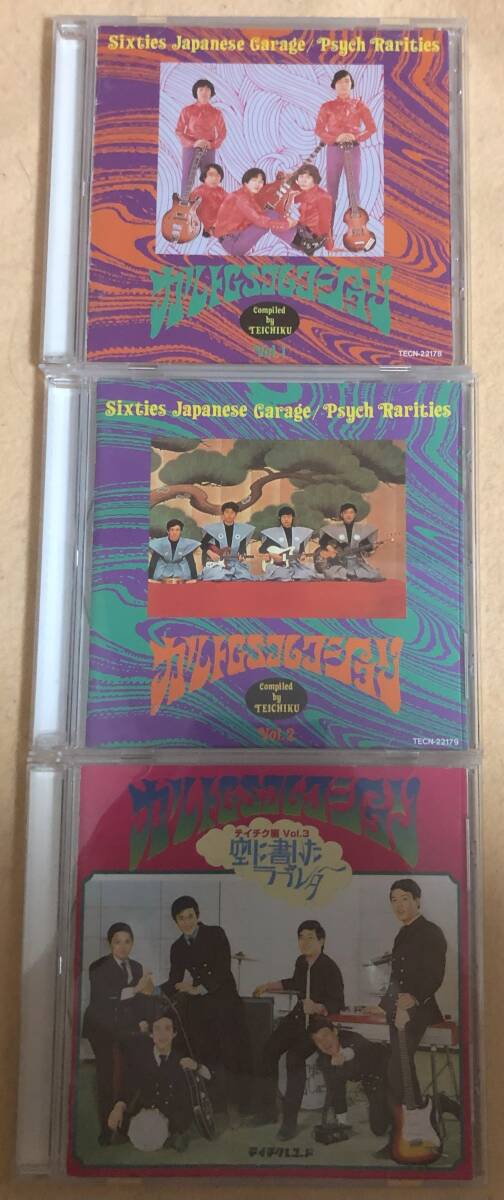 Sixties Japanese Garage/Psych Rarities
カルトGSコレクション
Compiled
by
TEICHIKU
Vol.1
TECN-22178
Sixties Japanese Garage/Psych Rarities
カルトGSコレクション
Compiled
by
TEICHIKU
Vol.2
TECN-22179
カルトGSコレクション
テイチク編 Vol.3
空に書いた
ラブレター
テイチクレコード